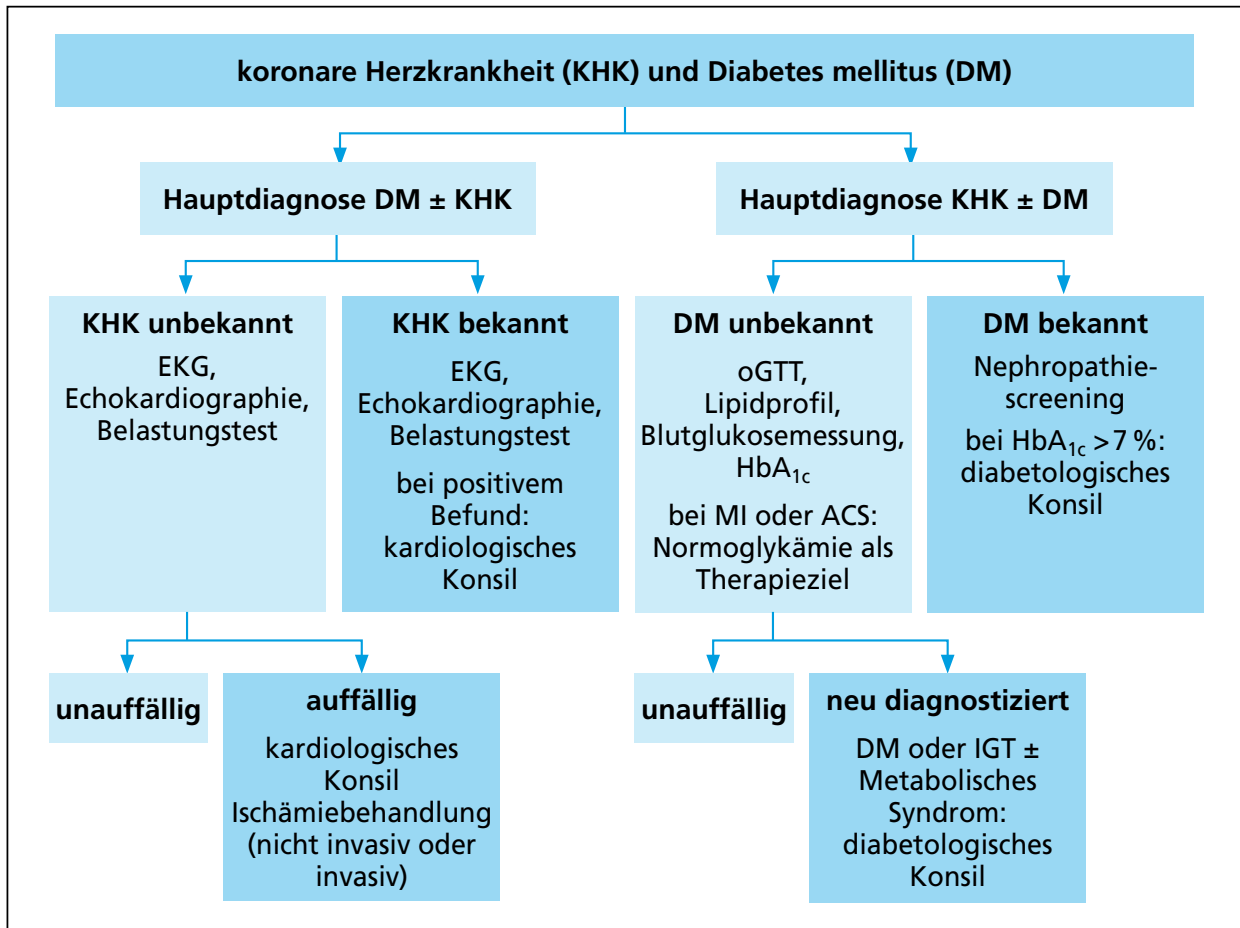 koronare Herzkrankheit (KHK) und Diabetes mellitus (DM)
Hauptdiagnose DM ± KHK
Hauptdiagnose KHK ± DM
KHK unbekannt
EKG,
Echokardiographie,
Belastungstest
KHK bekannt
EKG,
Echokardiographie,
Belastungstest
bei positivem
Befund:
kardiologisches
Konsil
DM unbekannt
oGTT,
Lipidprofil,
Blutglukosemessung,
HbA1c
bei MI oder ACS:
Normoglykämie als
Therapieziel
DM bekannt
Nephropathie-
screening
bei HbA1c >7 %:
diabetologisches
Konsil
unauffällig
auffällig
kardiologisches
Konsil
Ischämiebehandlung
(nicht invasiv oder
invasiv)
unauffällig
neu diagnostiziert
DM oder IGT ±
Metabolisches
Syndrom:
diabetologisches
Konsil